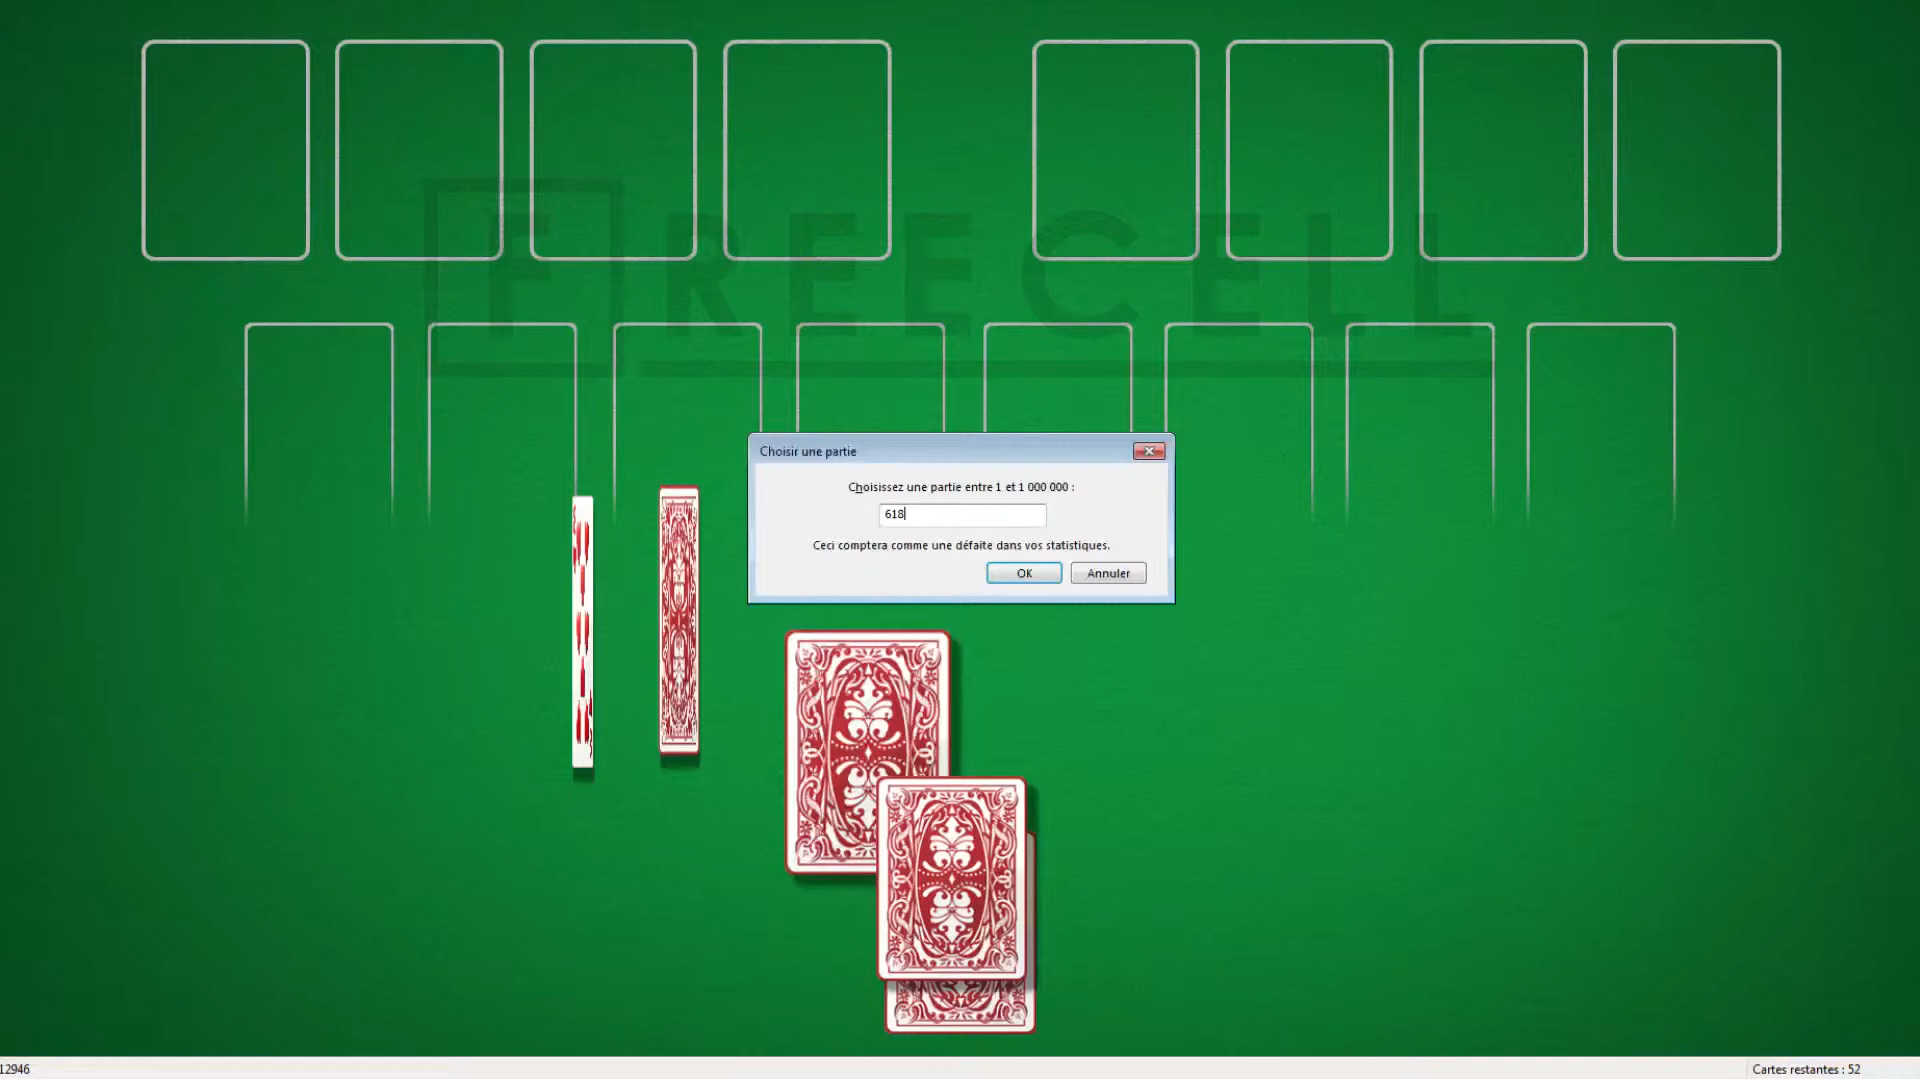 FREECELL
Choisir une partie
Choisissez une partie entre 1 et 1 000 000 :
618
Ceci comptera comme une défaite dans vos statistiques.
OK Annuler
12946 Cartes restantes : 52